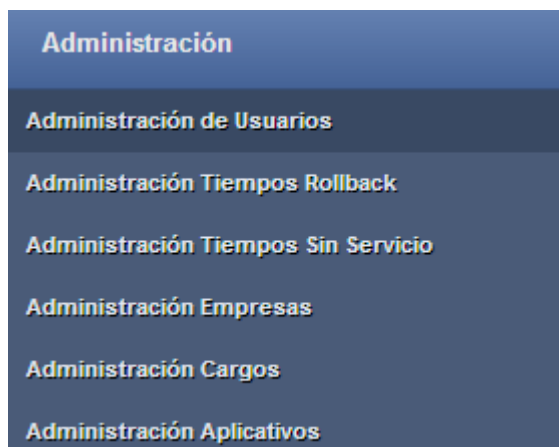 Administración
Administración de Usuarios
Administración Tiempos Rollback
Administración Tiempos Sin Servicio
Administración Empresas
Administración Cargos
Administración Aplicativos